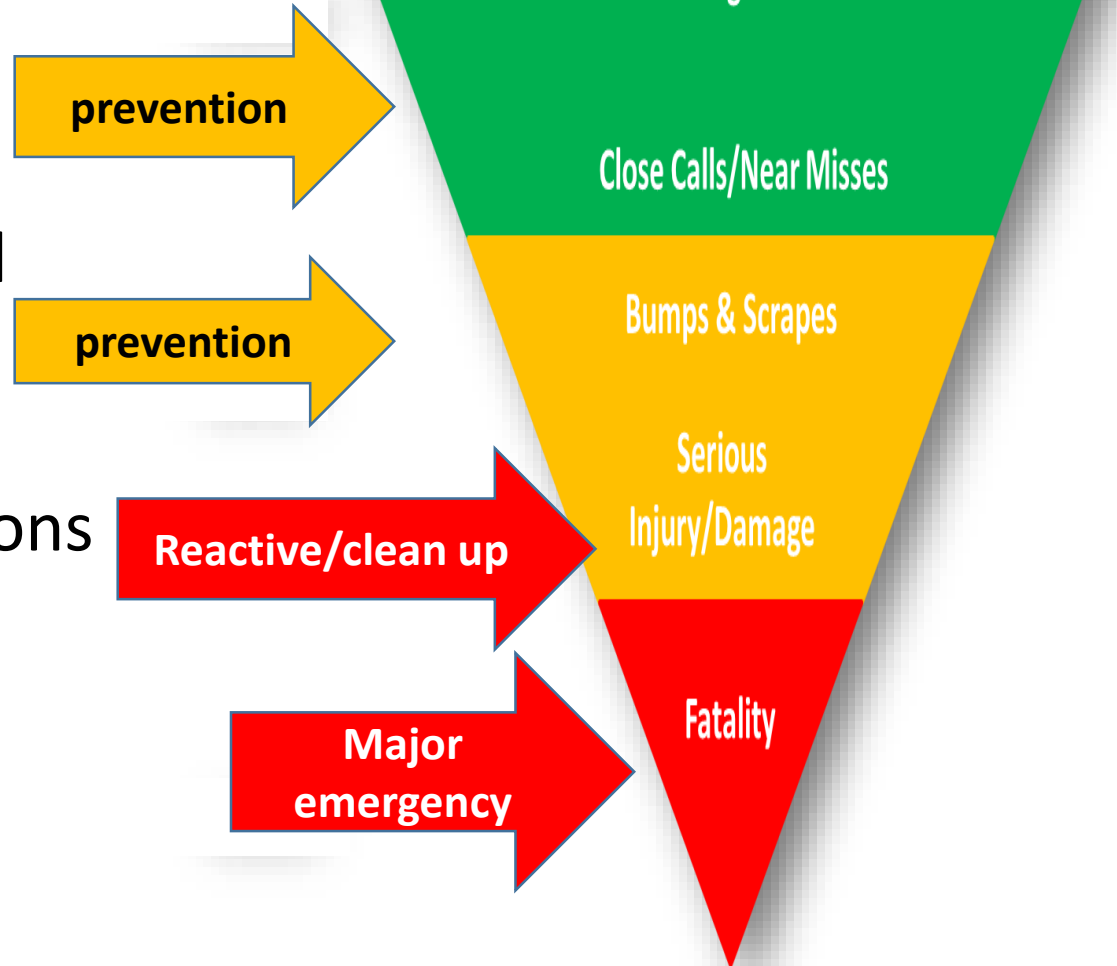 prevention
Close Calls/Near Misses
Bumps & Scrapes
prevention
Serious
Injury/Damage
ons
Reactive/clean up
Fatality
Major
emergency